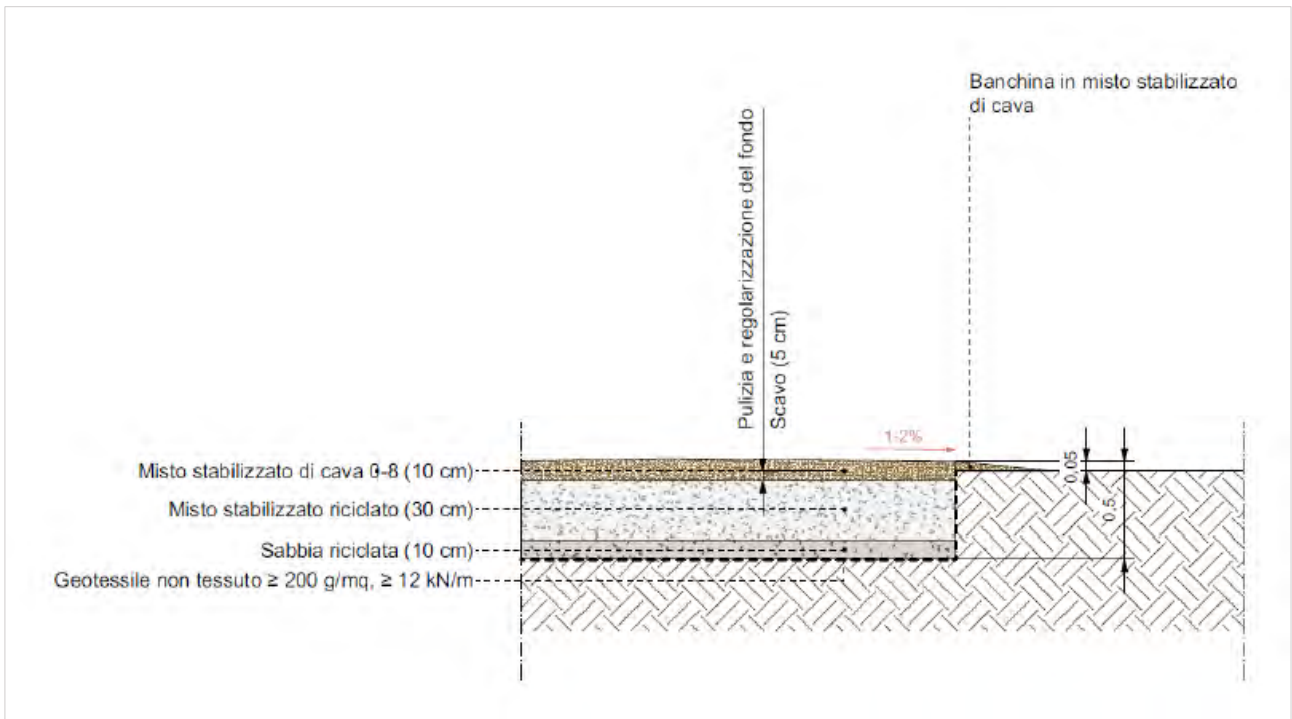 Banchina in misto stabilizzato
di cava
Pulizia e regolarizzazione del fondo
Scavo (5 cm)
1-2%
0,05
0,5
Misto stabilizzato di cava 0-8 (10 cm)
Misto stabilizzato riciclato (30 cm)
Sabbia riciclata (10 cm)
Geotessile non tessuto ≥ 200 g/mq, ≥ 12 kN/m